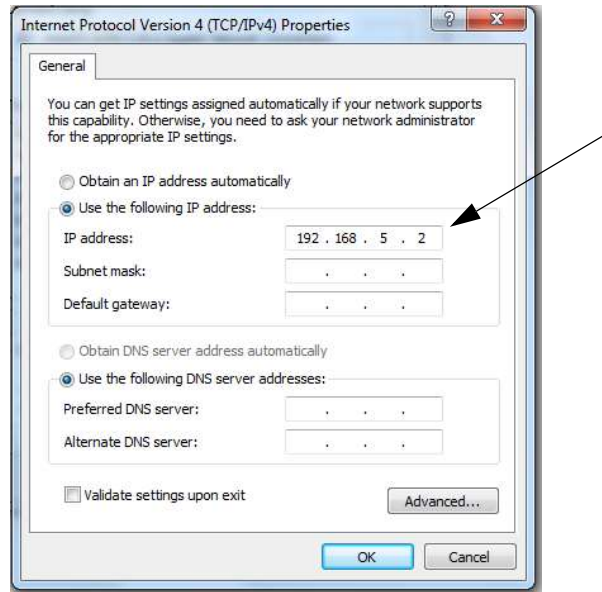 Internet Protocol Version 4 (TCP/IPv4) Properties
General
You can get IP settings assigned automatically if your network supports
this capability. Otherwise, you need to ask your network administrator
for the appropriate IP settings.
Obtain an IP address automatically
Use the following IP address:
IP address: 192 . 168 . 5 . 2
Subnet mask: . . .
Default gateway: . . .
Obtain DNS server address automatically
Use the following DNS server addresses:
Preferred DNS server: . . .
Alternate DNS server: . . .
Validate settings upon exit
Advanced...
OK Cancel